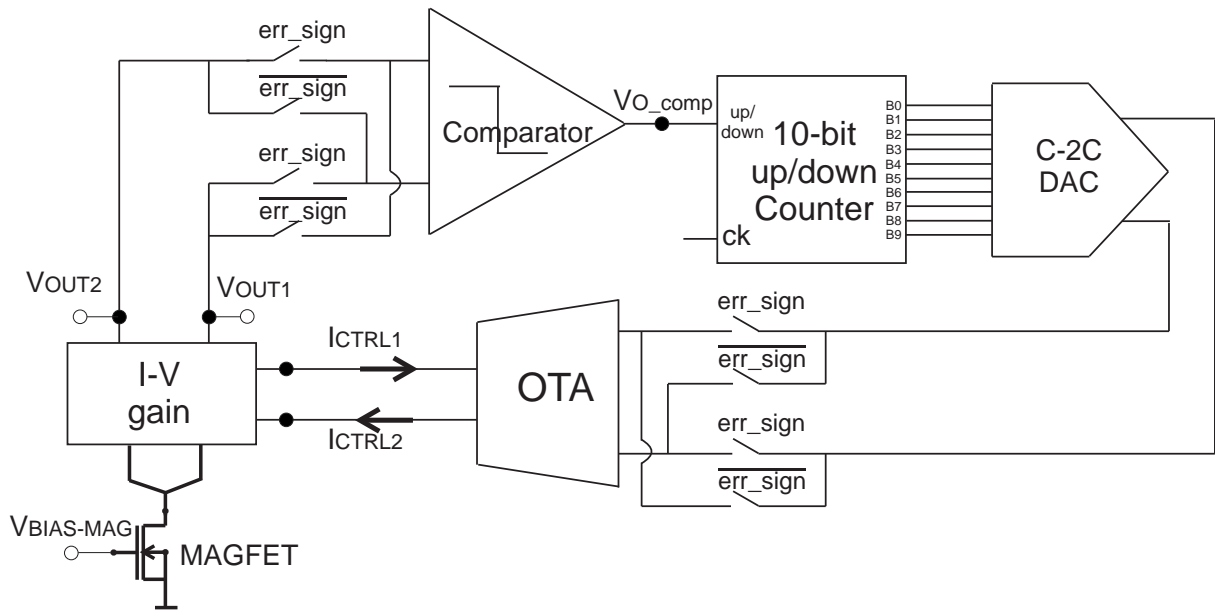 err_sign
err_sign
err_sign
err_sign
Comparator
VO_comp
up/
down
10-bit
up/down
Counter
ck
B0
B1
B2
B3
B4
B5
B6
B7
B8
B9
C-2C
DAC
VOUT2
VOUT1
I-V
gain
ICTRL1
ICTRL2
OTA
err_sign
err_sign
err_sign
err_sign
VBIAS-MAG
MAGFET